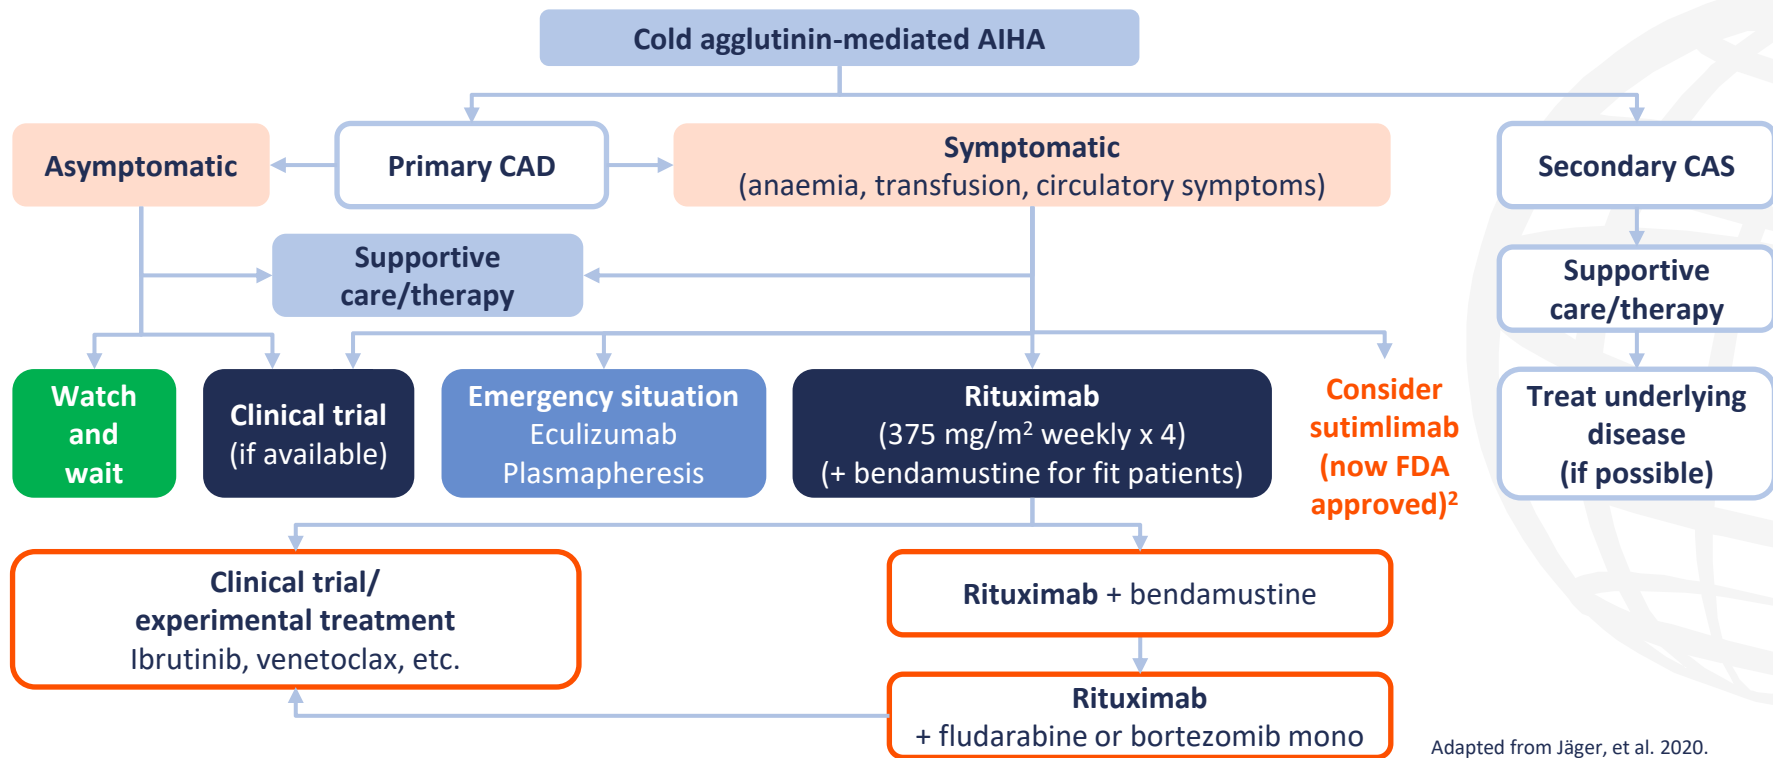 Cold agglutinin-mediated AIHA
Asymptomatic
Primary CAD
Symptomatic
(anaemia, transfusion, circulatory symptoms)
Secondary CAS
Supportive
care/therapy
Supportive
care/therapy
Watch
and
wait
Clinical trial
(if available)
Emergency situation
Eculizumab
Plasmapheresis
Rituximab
(375 mg/m² weekly x 4)
(+ bendamustine for fit patients)
Consider
sutimlimab
(now FDA
approved)²
Treat underlying
disease
(if possible)
Clinical trial/
experimental treatment
Ibrutinib, venetoclax, etc.
Rituximab + bendamustine
Rituximab
+ fludarabine or bortezomib mono
Adapted from Jäger, et al. 2020.